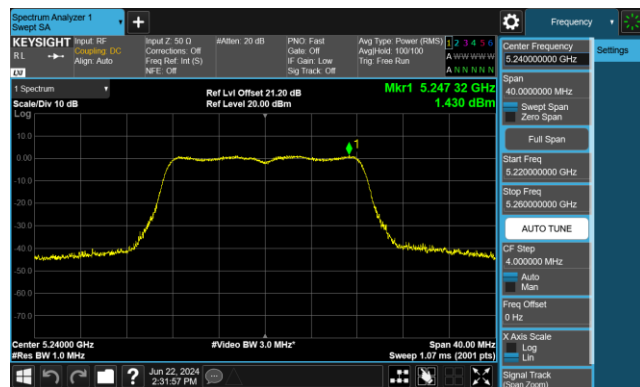 Spectrum Analyzer 1
Swept SA
+
Frequency
KEYSIGHT
RL
LXI
Input: RF
Coupling: DC
Align: Auto
Input Z: 50 Ω
Corrections: Off
Freq Ref: Int (S)
NFE: Off
#Atten: 20 dB
PNO: Fast
Gate: Off
IF Gain: Low
Sig Track: Off
Avg Type: Power (RMS)
Avg|Hold: 100/100
Trig: Free Run
1 2 3 4 5 6
A W W W W W
A N N N N N
1 Spectrum
Scale/Div 10 dB
Log
Ref Lvl Offset 21.20 dB
Ref Level 20.00 dBm
Mkr1 5.247 32 GHz
1.430 dBm
10.0
0.00
-10.0
-20.0
-30.0
-40.0
-50.0
-60.0
-70.0
1
Center 5.24000 GHz
#Res BW 1.0 MHz
#Video BW 3.0 MHz*
Span 40.00 MHz
Sweep 1.07 ms (2001 pts)
Center Frequency
5.240000000 GHz
Span
40.0000000 MHz
Swept Span
Zero Span
Full Span
Start Freq
5.220000000 GHz
Stop Freq
5.260000000 GHz
AUTO TUNE
CF Step
4.000000 MHz
Auto
Man
Freq Offset
0 Hz
X Axis Scale
Log
Lin
Signal Track
(Span Zoom)
Settings
?
Jun 22, 2024
2:31:57 PM